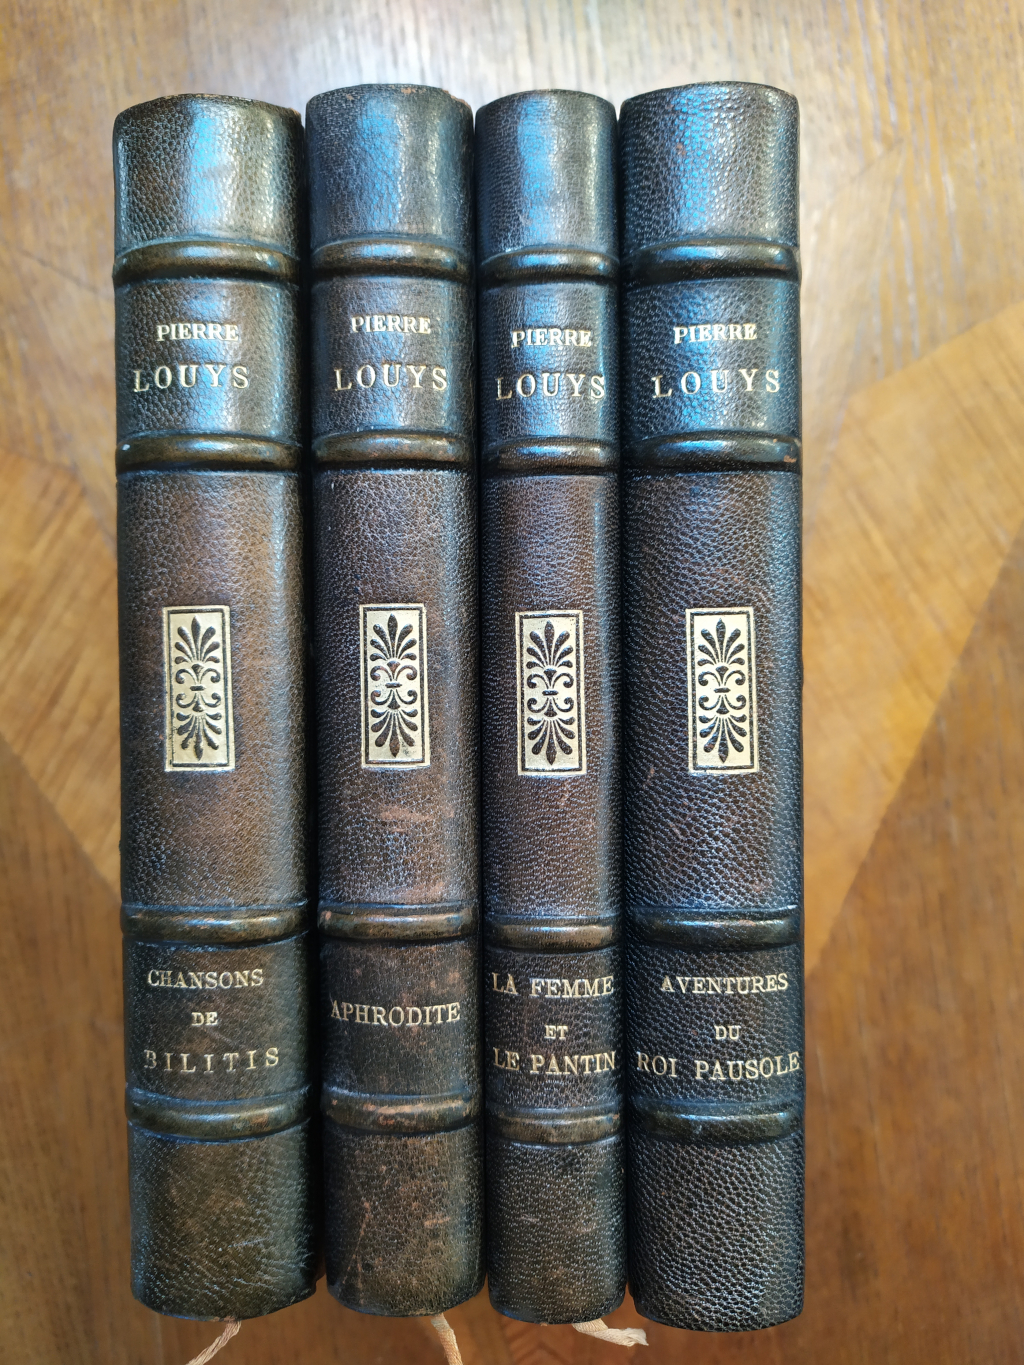 PIERRE
LOUYS
CHANSONS
DE
BILITIS
PIERRE
LOUYS
APHRODITE
PIERRE
LOUYS
LA FEMME
ET
LE PANTIN
PIERRE
LOUYS
AVENTURES
DU
ROI PAUSOLE